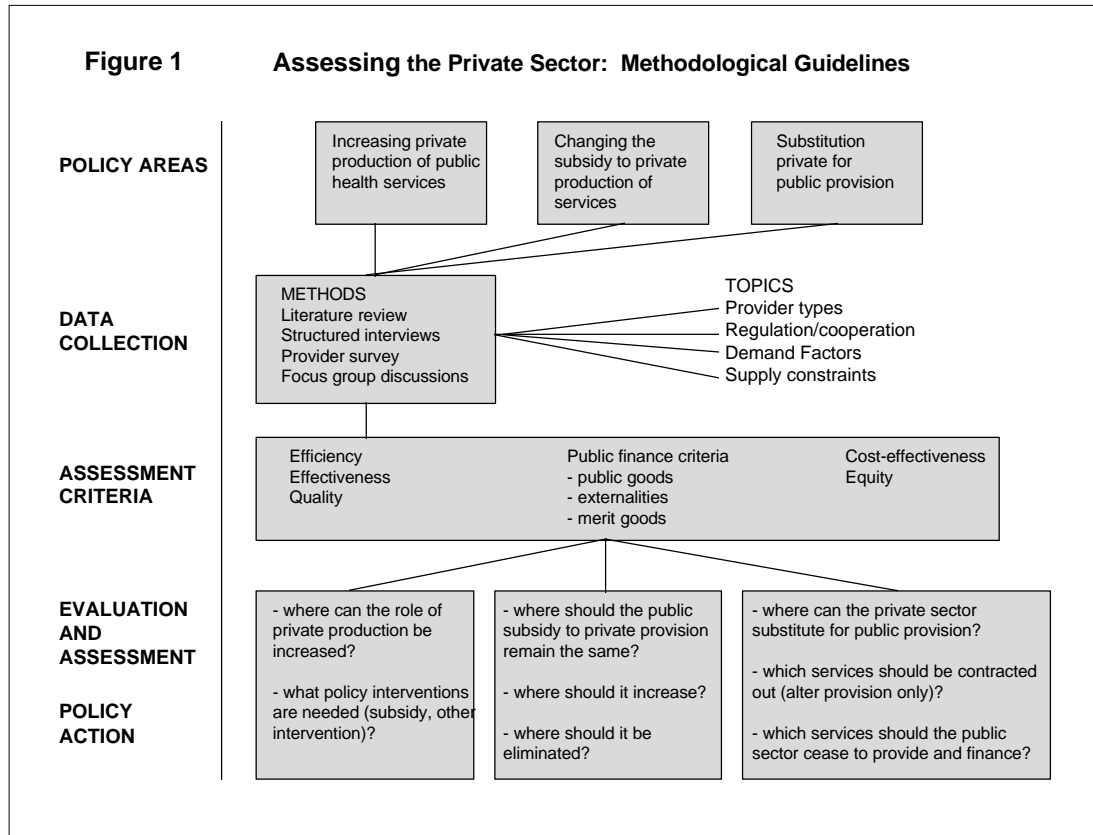 Figure 1
Assessing the Private Sector: Methodological Guidelines
POLICY AREAS
Increasing private
production of public
health services
Changing the
subsidy to private
production of
services
Substitution
private for
public provision
DATA
COLLECTION
METHODS
Literature review
Structured interviews
Provider survey
Focus group discussions
TOPICS
Provider types
Regulation/cooperation
Demand Factors
Supply constraints
ASSESSMENT
CRITERIA
Efficiency
Effectiveness
Quality
Public finance criteria
- public goods
- externalities
- merit goods
Cost-effectiveness
Equity
EVALUATION
AND
ASSESSMENT
POLICY
ACTION
- where can the role of
private production be
increased?
- what policy interventions
are needed (subsidy, other
intervention)?
- where should the public
subsidy to private provision
remain the same?
- where should it increase?
- where should it be
eliminated?
- where can the private sector
substitute for public provision?
- which services should be contracted
out (alter provision only)?
- which services should the public
sector cease to provide and finance?